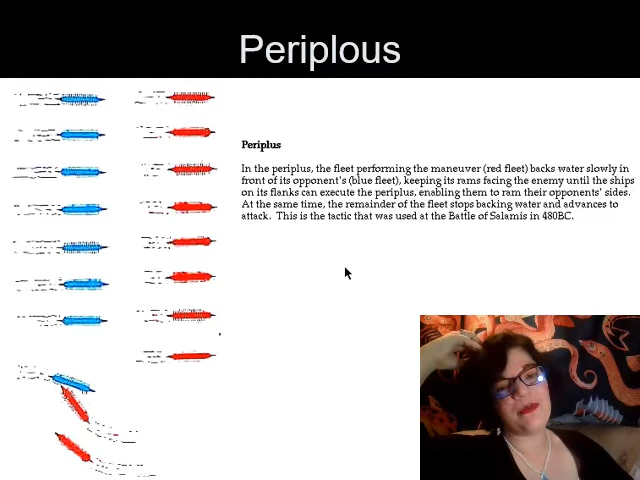 Periplous
Periplus
In the periplus, the fleet performing the maneuver (red fleet) backs water slowly in
front of its opponent's (blue fleet), keeping its rams facing the enemy until the ships
on its flanks can execute the periplus, enabling them to ram their opponents' sides.
At the same time, the remainder of the fleet stops backing water and advances to
attack. This is the tactic that was used at the Battle of Salamis in 480BC.